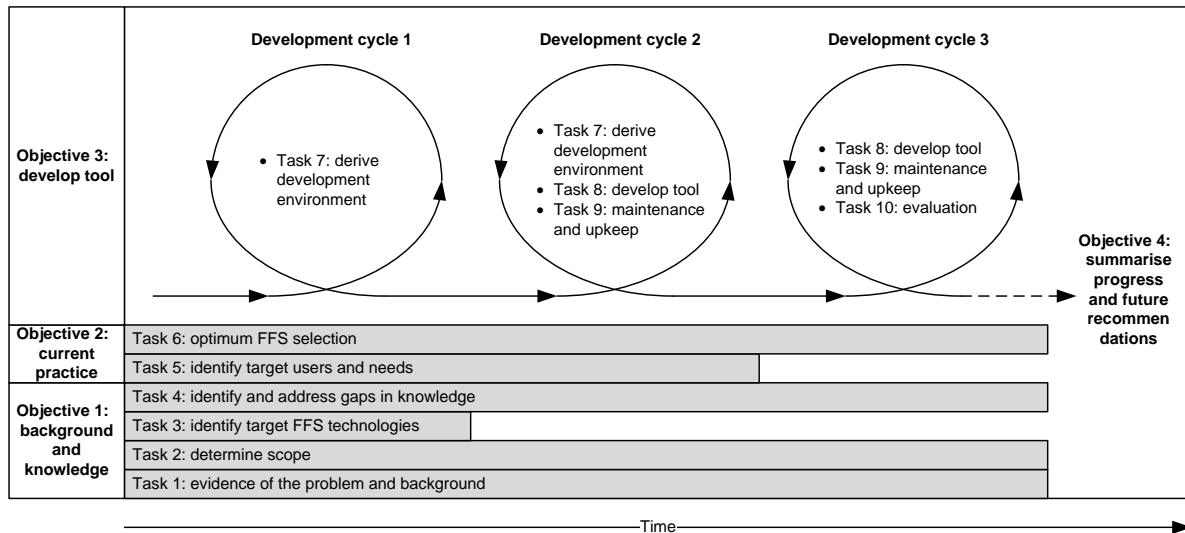 Development cycle 1
Development cycle 2
Development cycle 3
Objective 3:
develop tool
• Task 7: derive
development
environment
• Task 7: derive
development
environment
• Task 8: develop tool
• Task 9: maintenance
and upkeep
• Task 8: develop tool
• Task 9: maintenance
and upkeep
• Task 10: evaluation
Objective 4:
summarise
progress
and future
recommen
dations
Objective 2:
current
practice
Task 6: optimum FFS selection
Task 5: identify target users and needs
Objective 1:
background
and
knowledge
Task 4: identify and address gaps in knowledge
Task 3: identify target FFS technologies
Task 2: determine scope
Task 1: evidence of the problem and background
Time